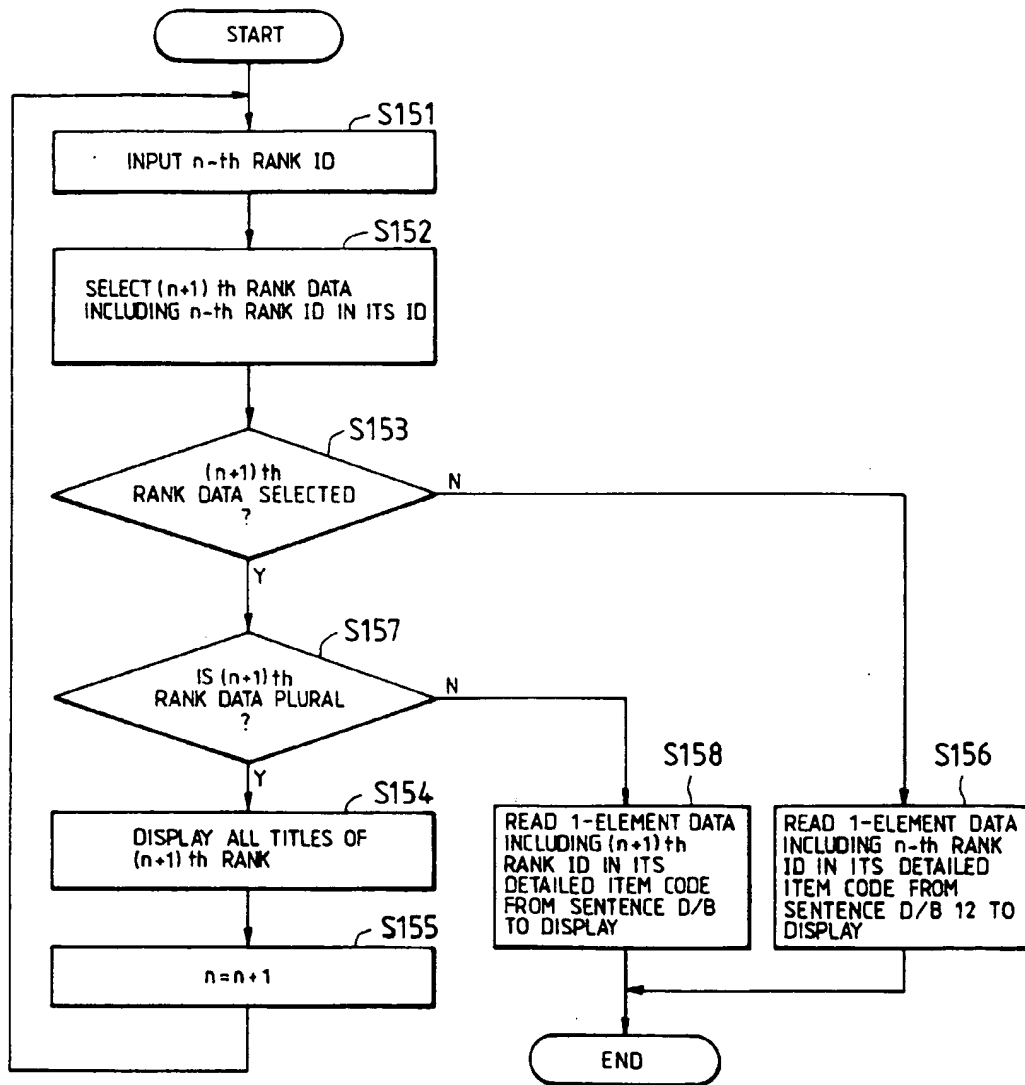 START
S151
INPUT n-th RANK ID
S152
SELECT (n+1) th RANK DATA
INCLUDING n-th RANK ID IN ITS ID
S153
(n+1) th
RANK DATA SELECTED
?
N
Y
S157
IS (n+1) th
RANK DATA PLURAL
?
N
Y
S154
DISPLAY ALL TITLES OF
(n+1) th RANK
S155
n=n+1
S158
READ 1-ELEMENT DATA
INCLUDING (n+1) th
RANK ID IN ITS
DETAILED ITEM CODE
FROM SENTENCE D/B
TO DISPLAY
S156
READ 1-ELEMENT DATA
INCLUDING n-th RANK
ID IN ITS DETAILED
ITEM CODE FROM
SENTENCE D/B 12 TO
DISPLAY
END